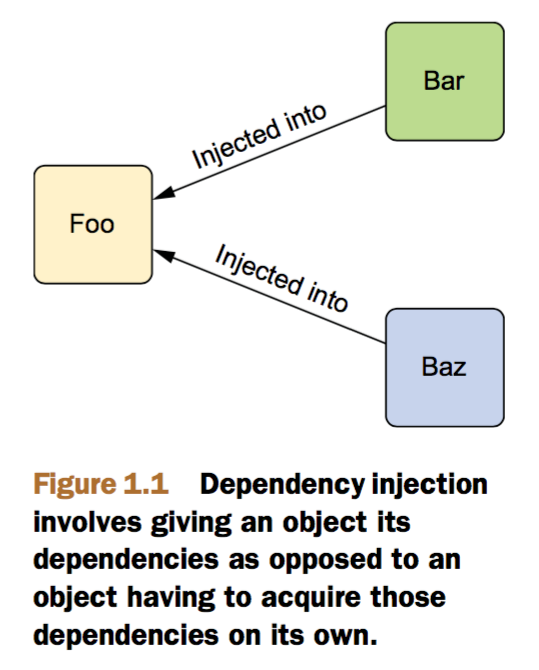 Bar
Injected into
Foo
Injected into
Baz
Figure 1.1 Dependency injection
involves giving an object its
dependencies as opposed to an
object having to acquire those
dependencies on its own.